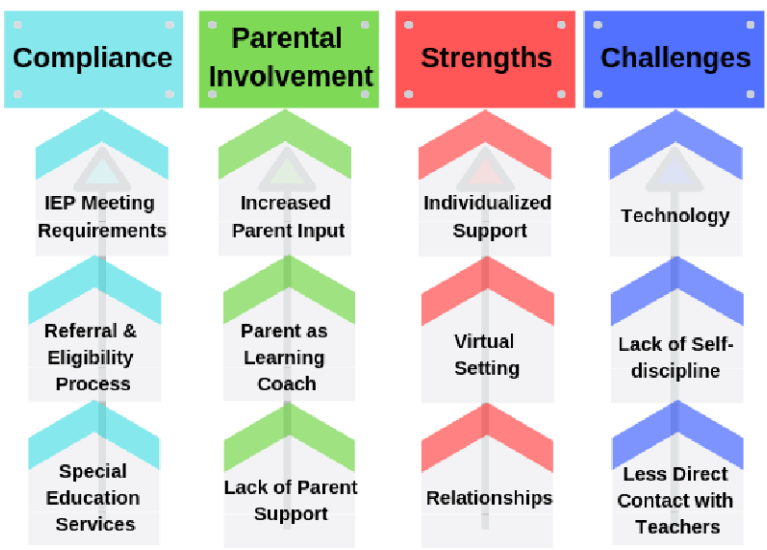 Compliance
Parental
Involvement
Strengths
Challenges
IEP Meeting
Requirements
Increased
Parent Input
Individualized
Support
Technology
Referral &
Eligibility
Process
Parent as
Learning
Coach
Virtual
Setting
Lack of Self-
discipline
Special
Education
Services
Lack of Parent
Support
Relationships
Less Direct
Contact with
Teachers